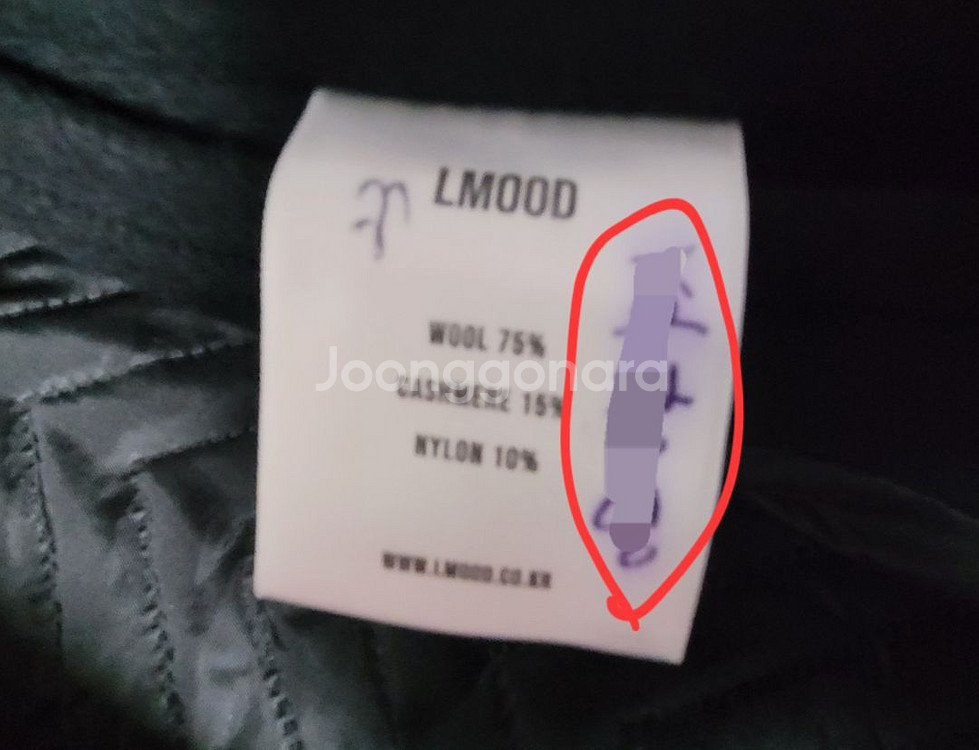 LMOOD
WOOL 75%
CASHMERE 15%
NYLON 10%
WWW.LMOOD.CO.KR
Joonggonara